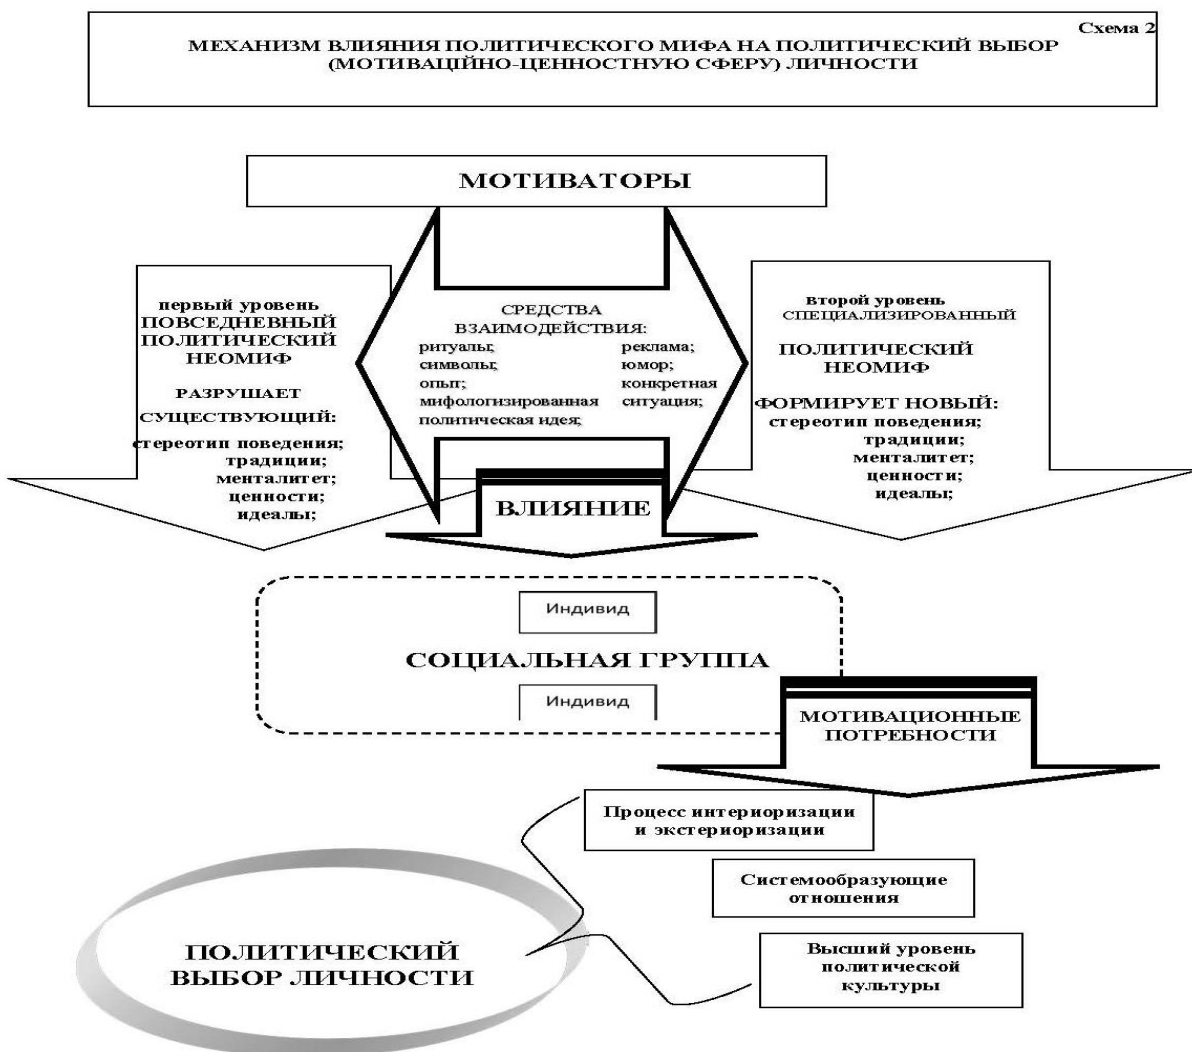 Схема 2
МЕХАНИЗМ ВЛИЯНИЯ ПОЛИТИЧЕСКОГО МИФА НА ПОЛИТИЧЕСКИЙ ВЫБОР
(МОТИВАЦІЙНО-ЦЕННОСТНУЮ СФЕРУ) ЛИЧНОСТИ
МОТИВАТОРЫ
первый уровень
ПОВСЕДНЕВНЫЙ
ПОЛИТИЧЕСКИЙ
НЕОМИФ
РАЗРУШАЕТ
СУЩЕСТВУЮЩИЙ:
стереотип поведения;
традиции;
менталитет;
ценности;
идеалы;
СРЕДСТВА
ВЗАИМОДЕЙСТВИЯ:
ритуалы;
символы;
опыт;
мифологизированная
политическая идея;
реклама;
юмор;
конкретная
ситуация;
второй уровень
СПЕЦИАЛИЗИРОВАННЫЙ
ПОЛИТИЧЕСКИЙ
НЕОМИФ
ФОРМИРУЕТ НОВЫЙ:
стереотип поведения;
традиции;
менталитет;
ценности;
идеалы;
ВЛИЯНИЕ
Индивид
СОЦИАЛЬНАЯ ГРУППА
Индивид
МОТИВАЦИОННЫЕ
ПОТРЕБНОСТИ
Процесс интериоризации
и экстериоризации
Системообразующие
отношения
Высший уровень
политической
культуры
ПОЛИТИЧЕСКИЙ
ВЫБОР ЛИЧНОСТИ